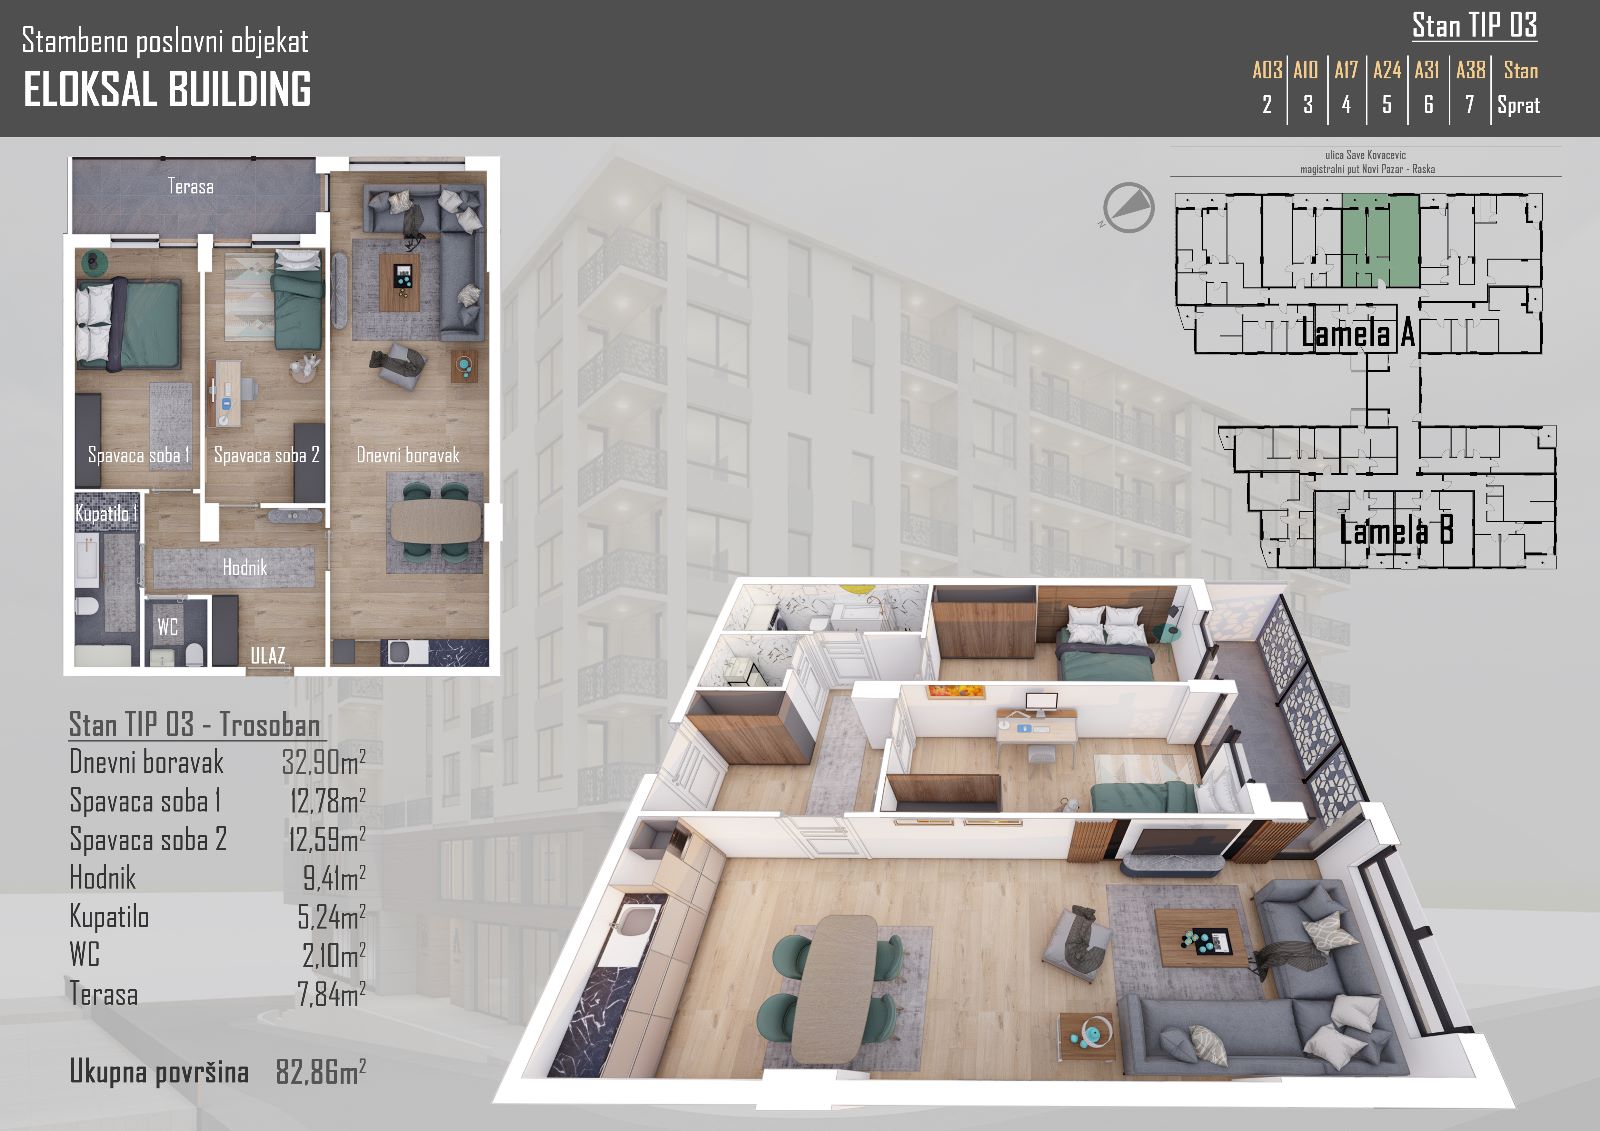 Stambeno poslovni objekat
ELOKSAL BUILDING
Stan TIP 03
A03 A10 A17 A24 A31 A38 Stan
2 3 4 5 6 7 Sprat
ulica Save Kovacevic
magistralni put Novi Pazar - Raska
N
Lamela A
Lamela B
Terasa
Spavaca soba 1
Spavaca soba 2
Dnevni boravak
Kupatilo 1
Hodnik
WC
ULAZ
Stan TIP 03 - Trosoban
Dnevni boravak 32,90m²
Spavaca soba 1 12,78m²
Spavaca soba 2 12,59m²
Hodnik 9,41m²
Kupatilo 5,24m²
WC 2,10m²
Terasa 7,84m²
Ukupna površina 82,86m²